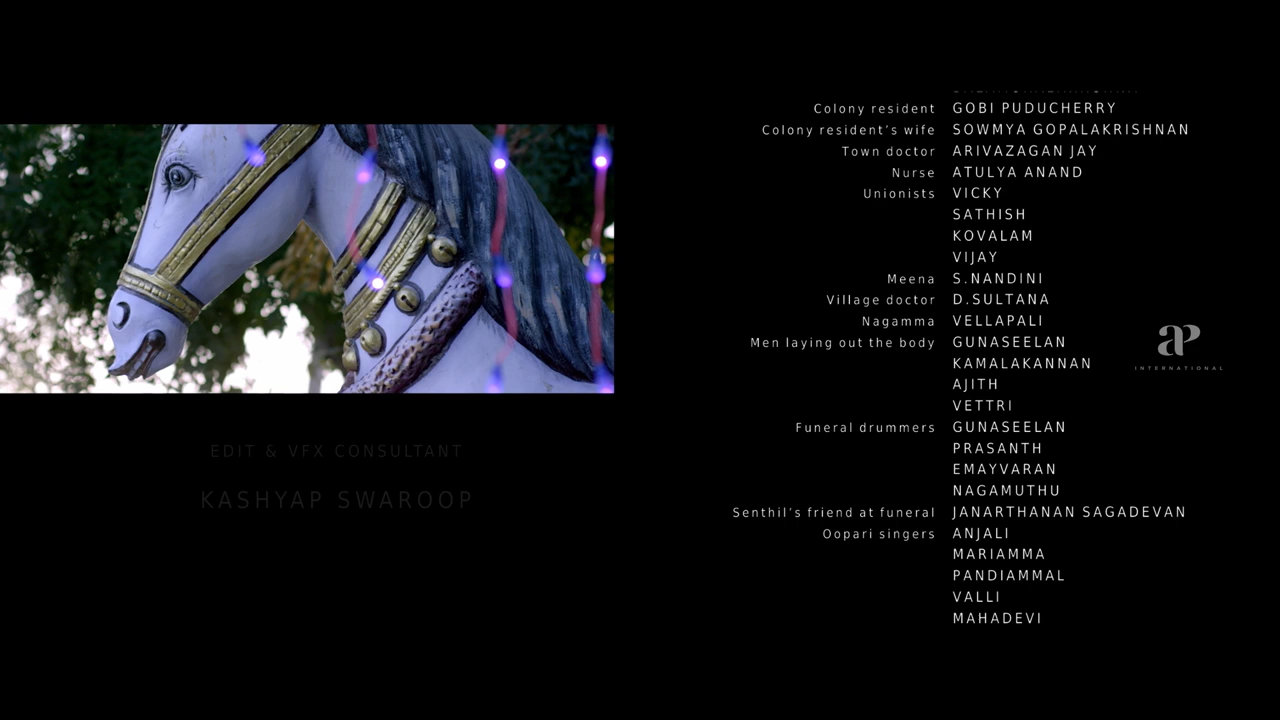 Colony resident GOBI PUDUCHERRY
Colony resident's wife SOWMYA GOPALAKRISHNAN
Town doctor ARIVAZAGAN JAY
Nurse ATULYA ANAND
Unionists VICKY
SATHISH
KOVALAM
VIJAY
Meena S.NANDINI
Village doctor D.SULTANA
Nagamma VELLAPALI
Men laying out the body GUNASEELAN
KAMALAKANNAN
AJITH
VETTRI
Funeral drummers GUNASEELAN
PRASANTH
EMAYVARAN
NAGAMUTHU
Senthil's friend at funeral JANARTHANAN SAGADEVAN
Oopari singers ANJALI
MARIAMMA
PANDIAMMAL
VALLI
MAHADEVI
EDIT & VFX CONSULTANT
KASHYAP SWAROOP
ap
INTERNATIONAL